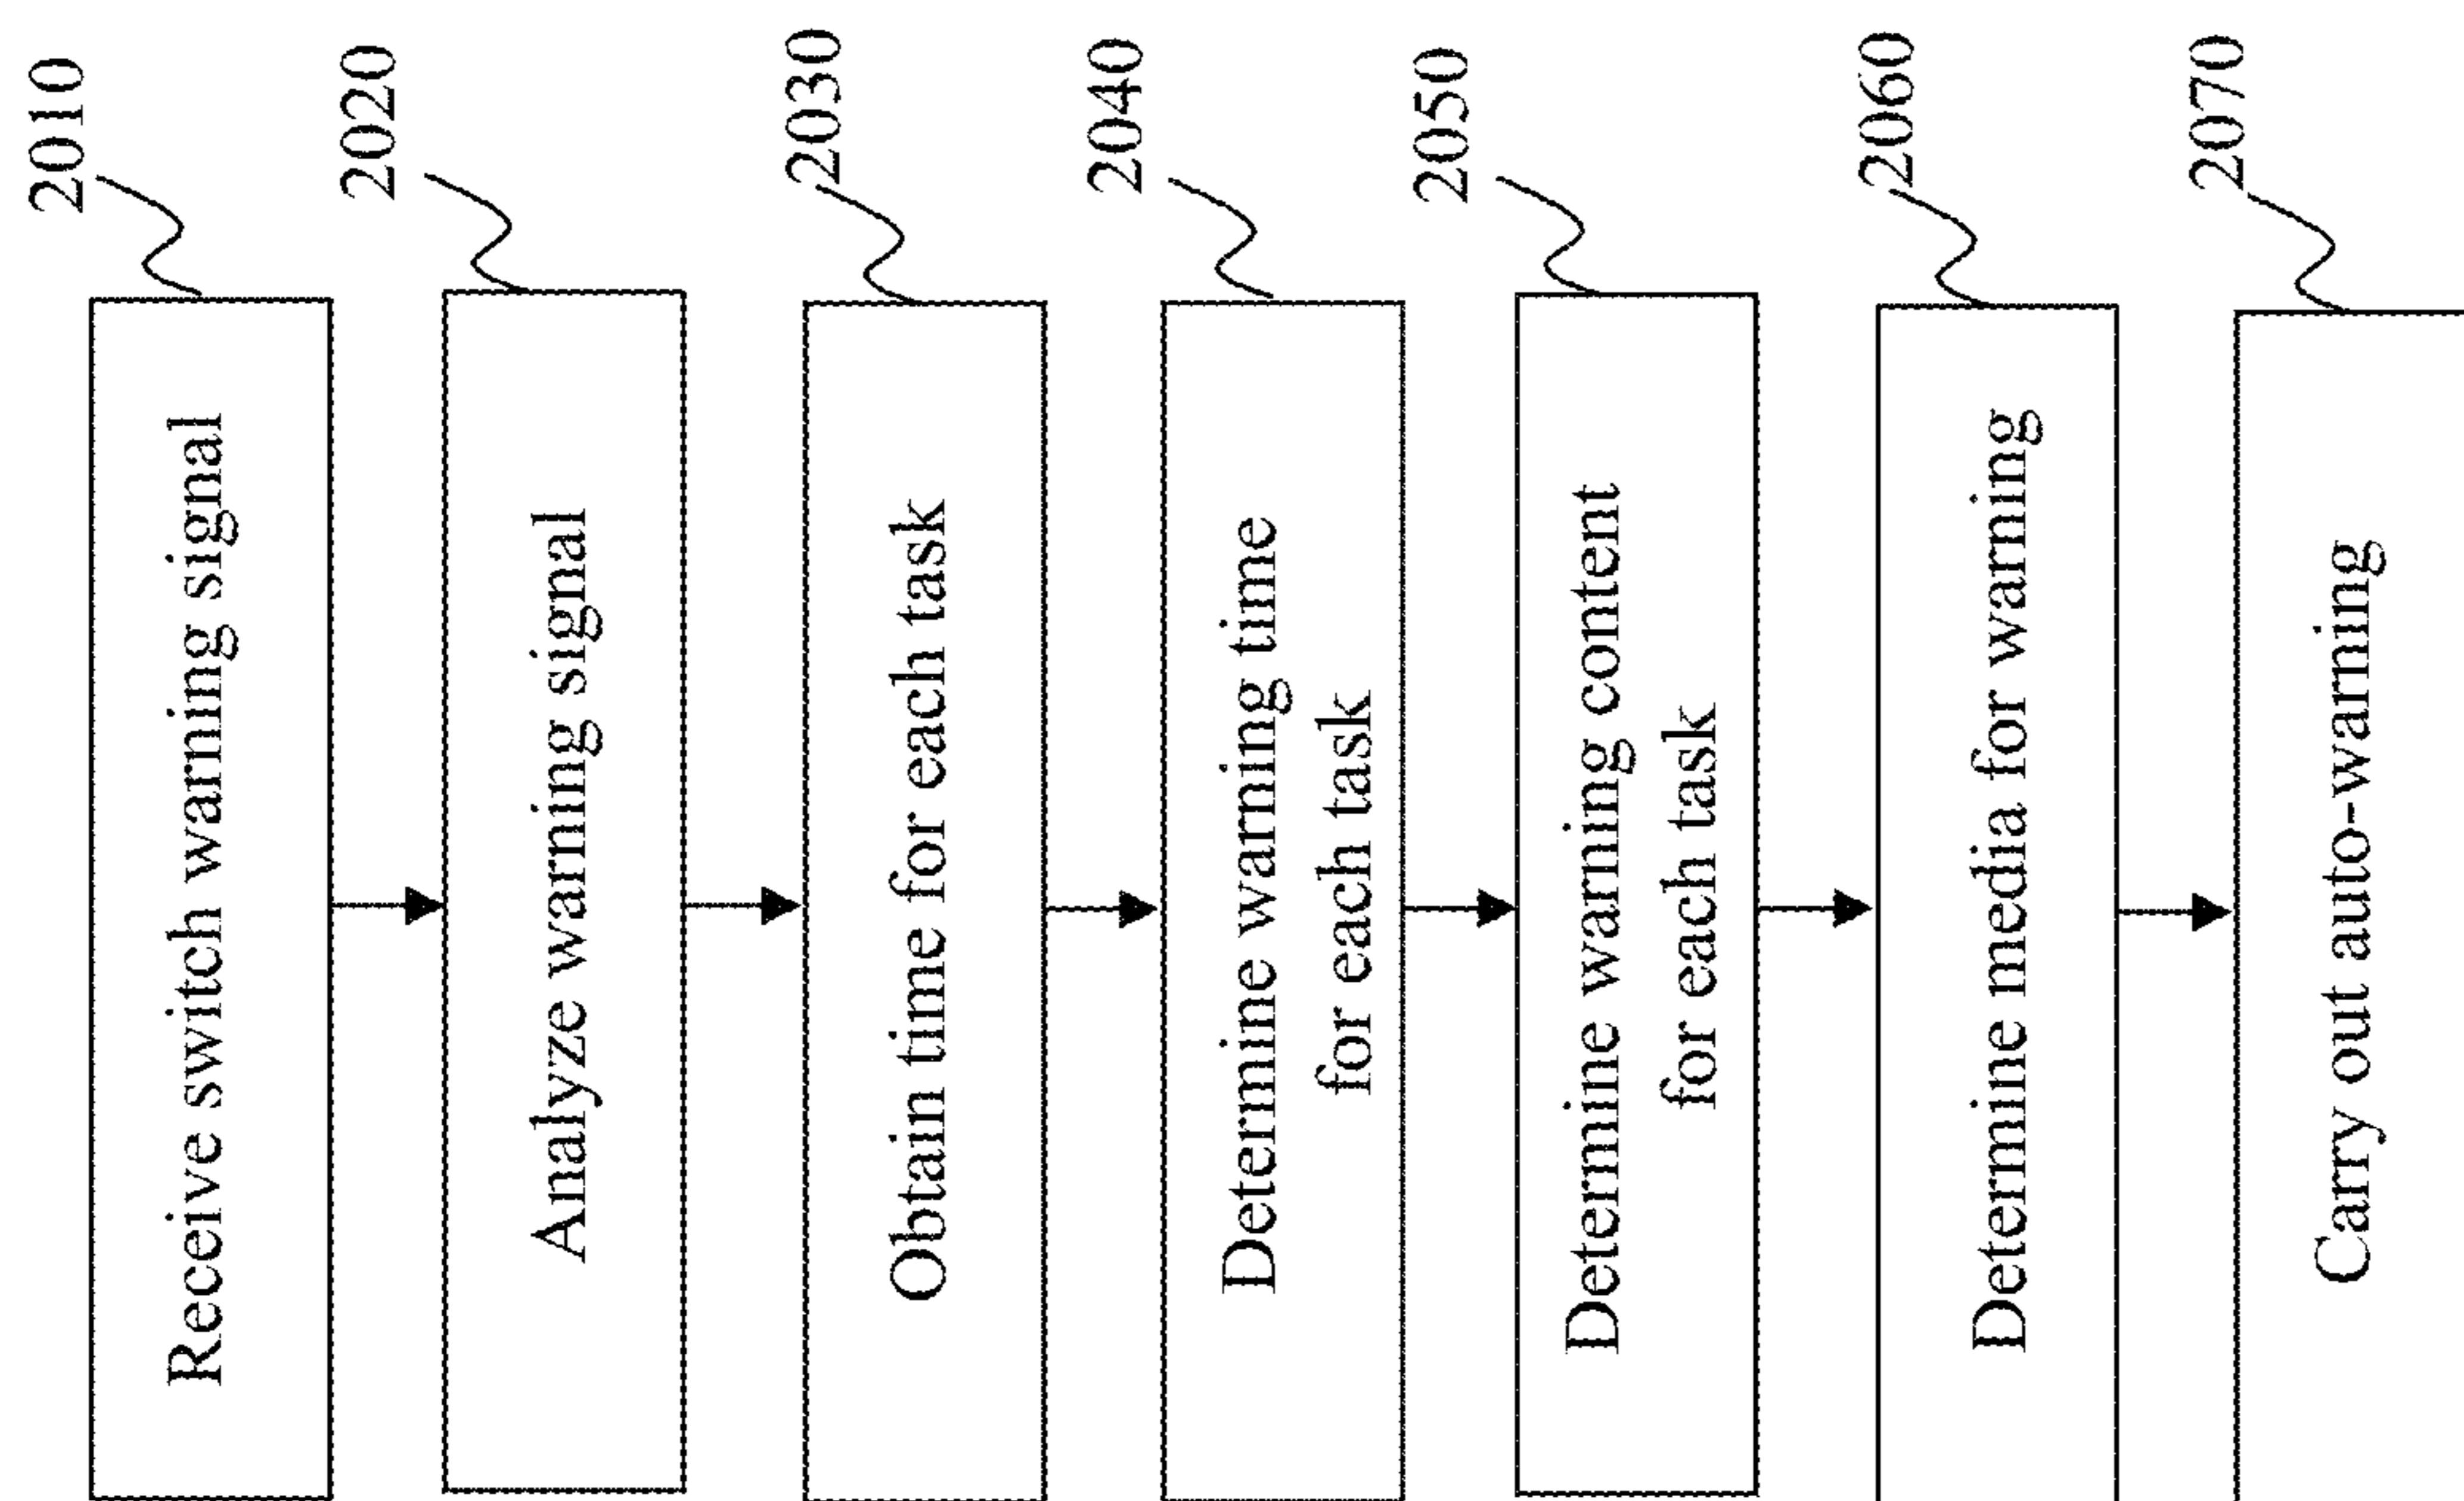 2010
Receive switch warning signal
2020
Analyze warning signal
2030
Obtain time for each task
2040
Determine warning time
for each task
2050
Determine warning content
for each task
2060
Determine media for warning
2070
Carry out auto-warning